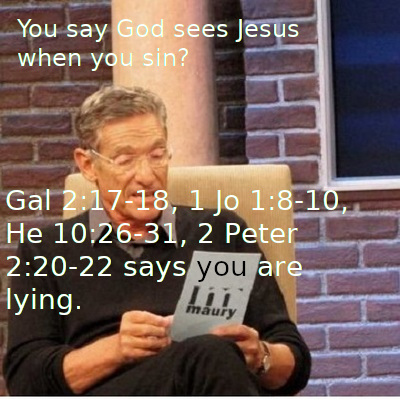 You say God sees Jesus
when you sin?
Gal 2:17-18, 1 Jo 1:8-10,
He 10:26-31, 2 Peter
2:20-22 says you are
lying.
maury